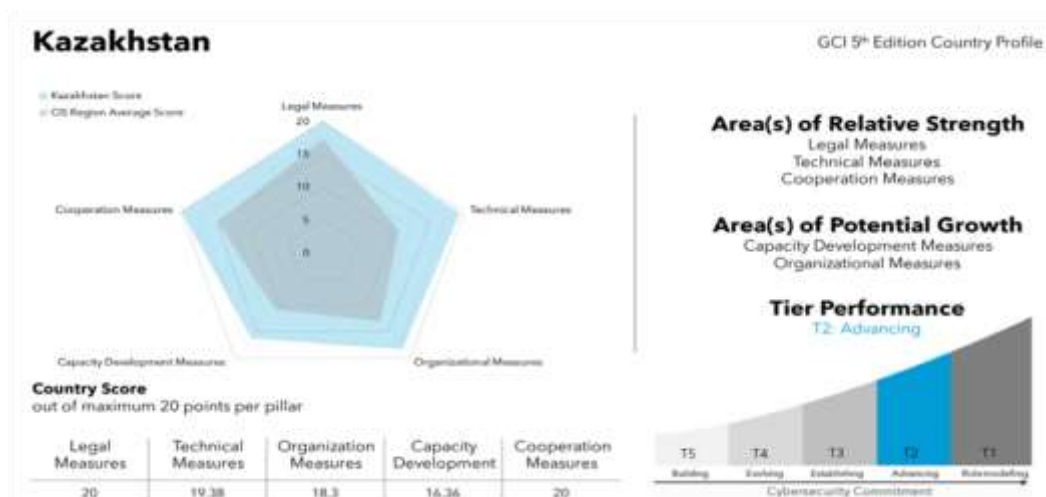 Kazakhstan
GCI 5th Edition Country Profile
Kazakhstan Score
CIS Region Average Score
Legal Measures
20
15
10
5
0
Cooperation Measures
Technical Measures
Capacity Development Measures
Organizational Measures
Area(s) of Relative Strength
Legal Measures
Technical Measures
Cooperation Measures
Area(s) of Potential Growth
Capacity Development Measures
Organizational Measures
Tier Performance
T2: Advancing
T5 T4 T3 T2 T1
Building Evolving Establishing Advancing Rolemodelling
Cybersecurity Commitment
Country Score
out of maximum 20 points per pillar
Legal Measures
Technical Measures
Organization Measures
Capacity Development
Cooperation Measures
20 19.38 18.3 16.36 20